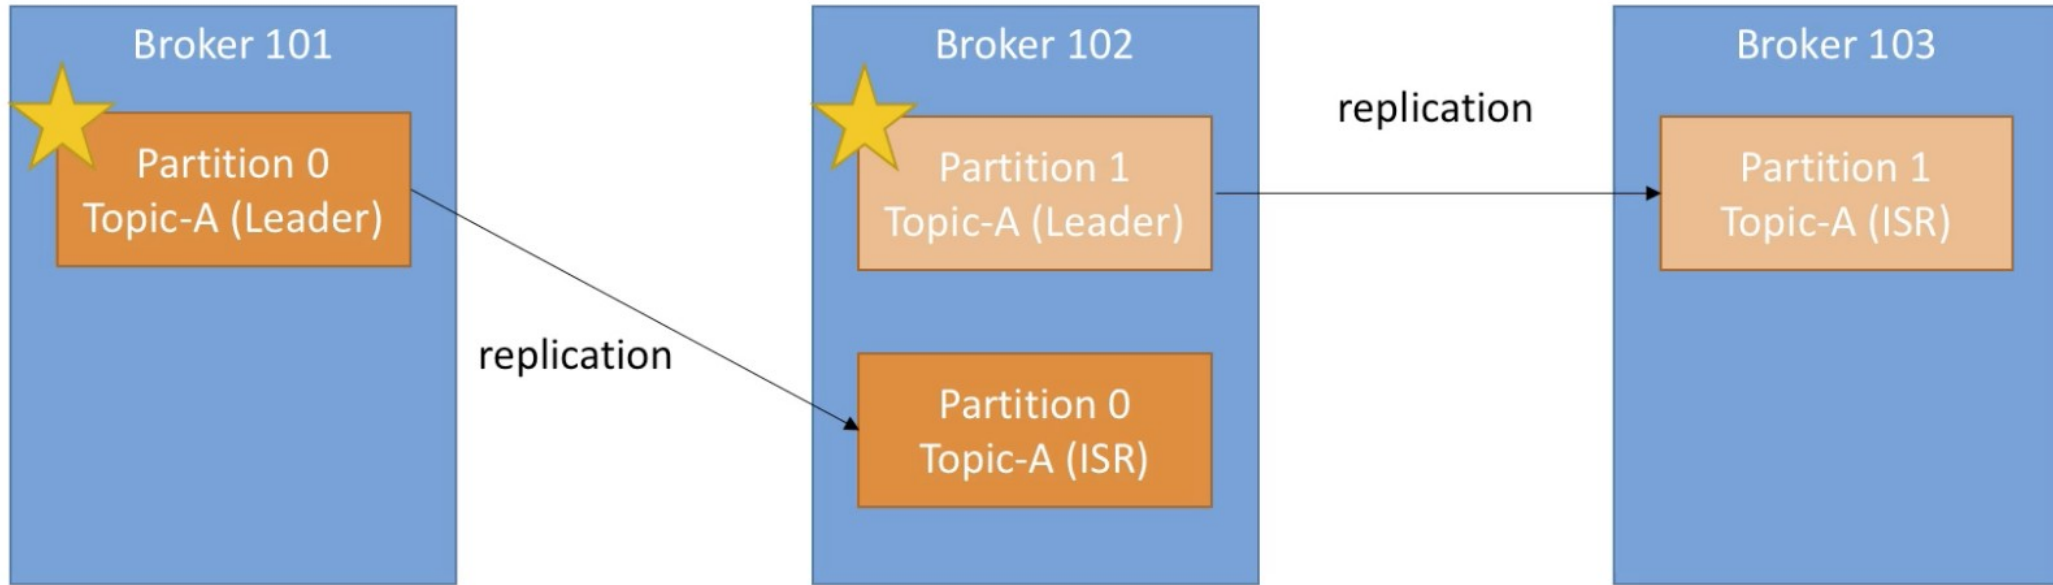 Broker 101
Partition 0
Topic-A (Leader)
replication
Broker 102
Partition 1
Topic-A (Leader)
Partition 0
Topic-A (ISR)
replication
Broker 103
Partition 1
Topic-A (ISR)